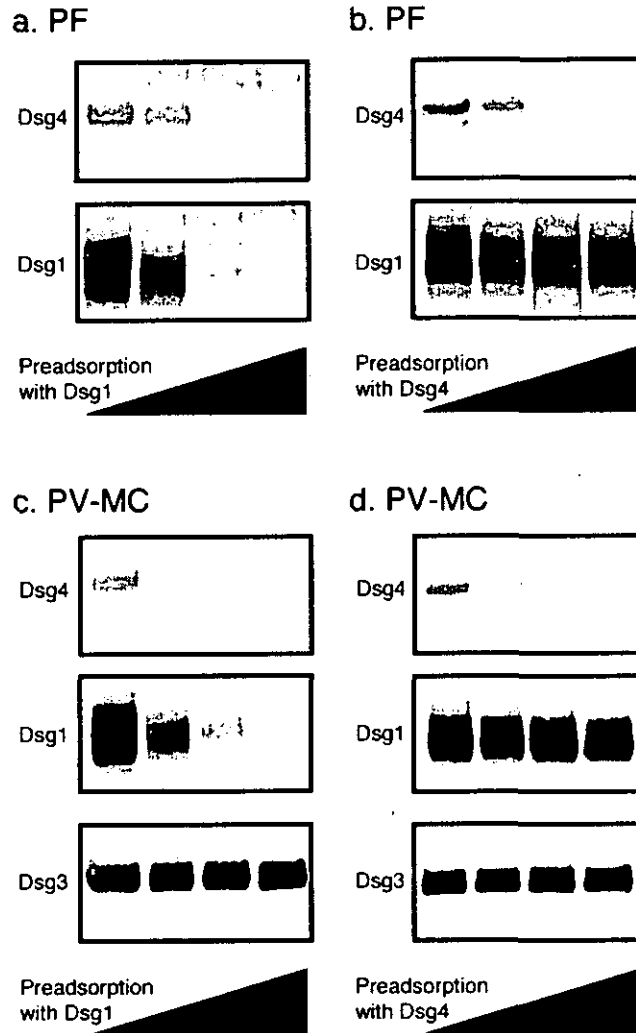 a. PF
Dsg4
Dsg1
Preadsorption
with Dsg1
b. PF
Dsg4
Dsg1
Preadsorption
with Dsg4
c. PV-MC
Dsg4
Dsg1
Dsg3
Preadsorption
with Dsg1
d. PV-MC
Dsg4
Dsg1
Dsg3
Preadsorption
with Dsg4